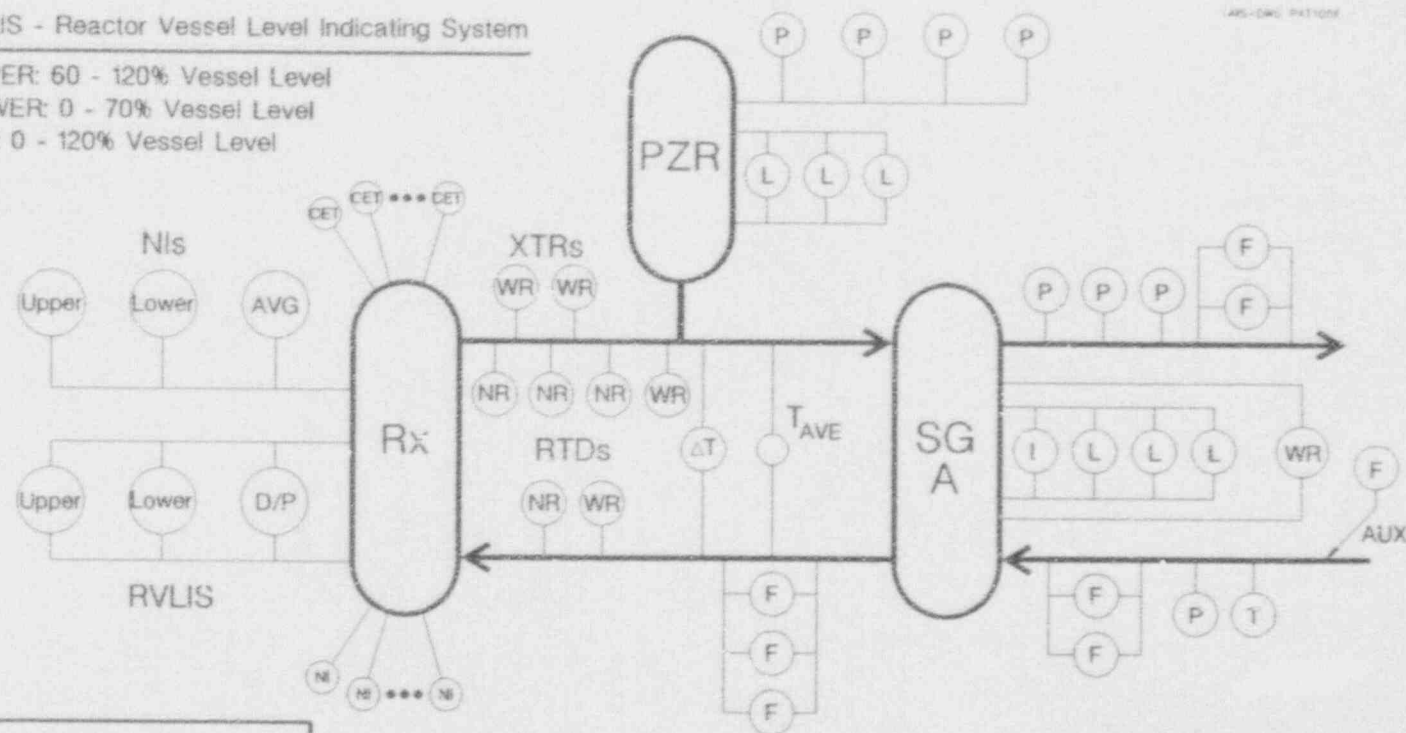 IS - Reactor Vessel Level Indicating System
ER: 60 - 120% Vessel Level
WER: 0 - 70% Vessel Level
0 - 120% Vessel Level
P P P P
PZR
L L L
CET CET ••• CET
NIs
XTRs
Upper Lower AVG
WR WR
P P P
F
F
NR NR NR WR
Rx
RTDs
ΔT
T AVE
SG
A
I L L L
WR
F
Upper Lower D/P
NR WR
AUX
RVLIS
F
F
F
F
F
P T
NI NI ••• NI